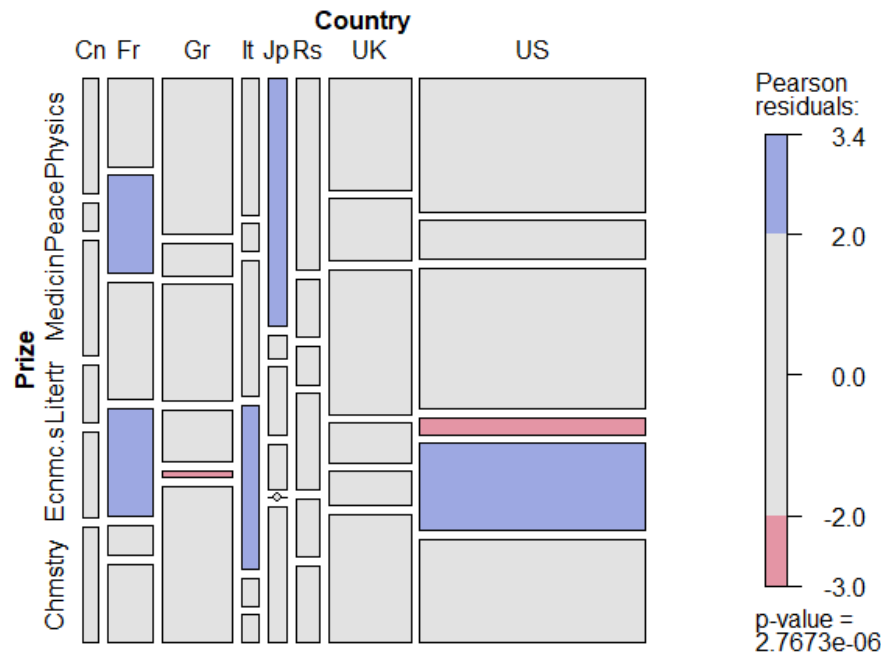 Country
Cn Fr Gr It Jp Rs UK US
Prize
Physics
Peace
Medicin
Litertr
Ecnmc.s
Chmstry
Pearson
residuals:
3.4
2.0
0.0
-2.0
-3.0
p-value =
2.7673e-06